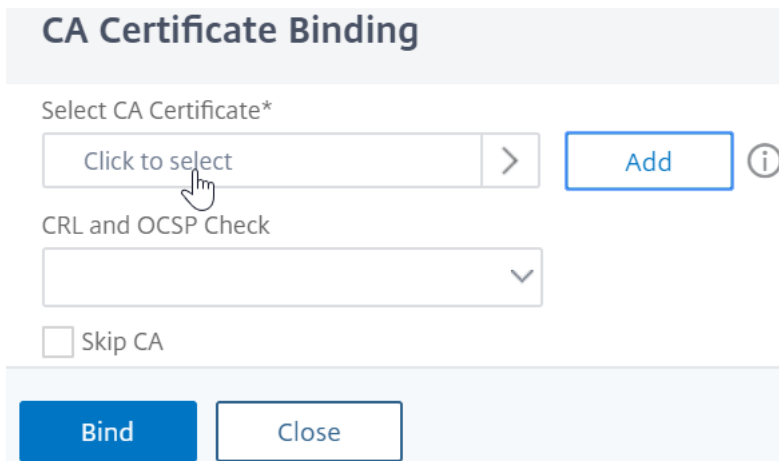 CA Certificate Binding
Select CA Certificate*
Click to select
Add
CRL and OCSP Check
Skip CA
Bind
Close